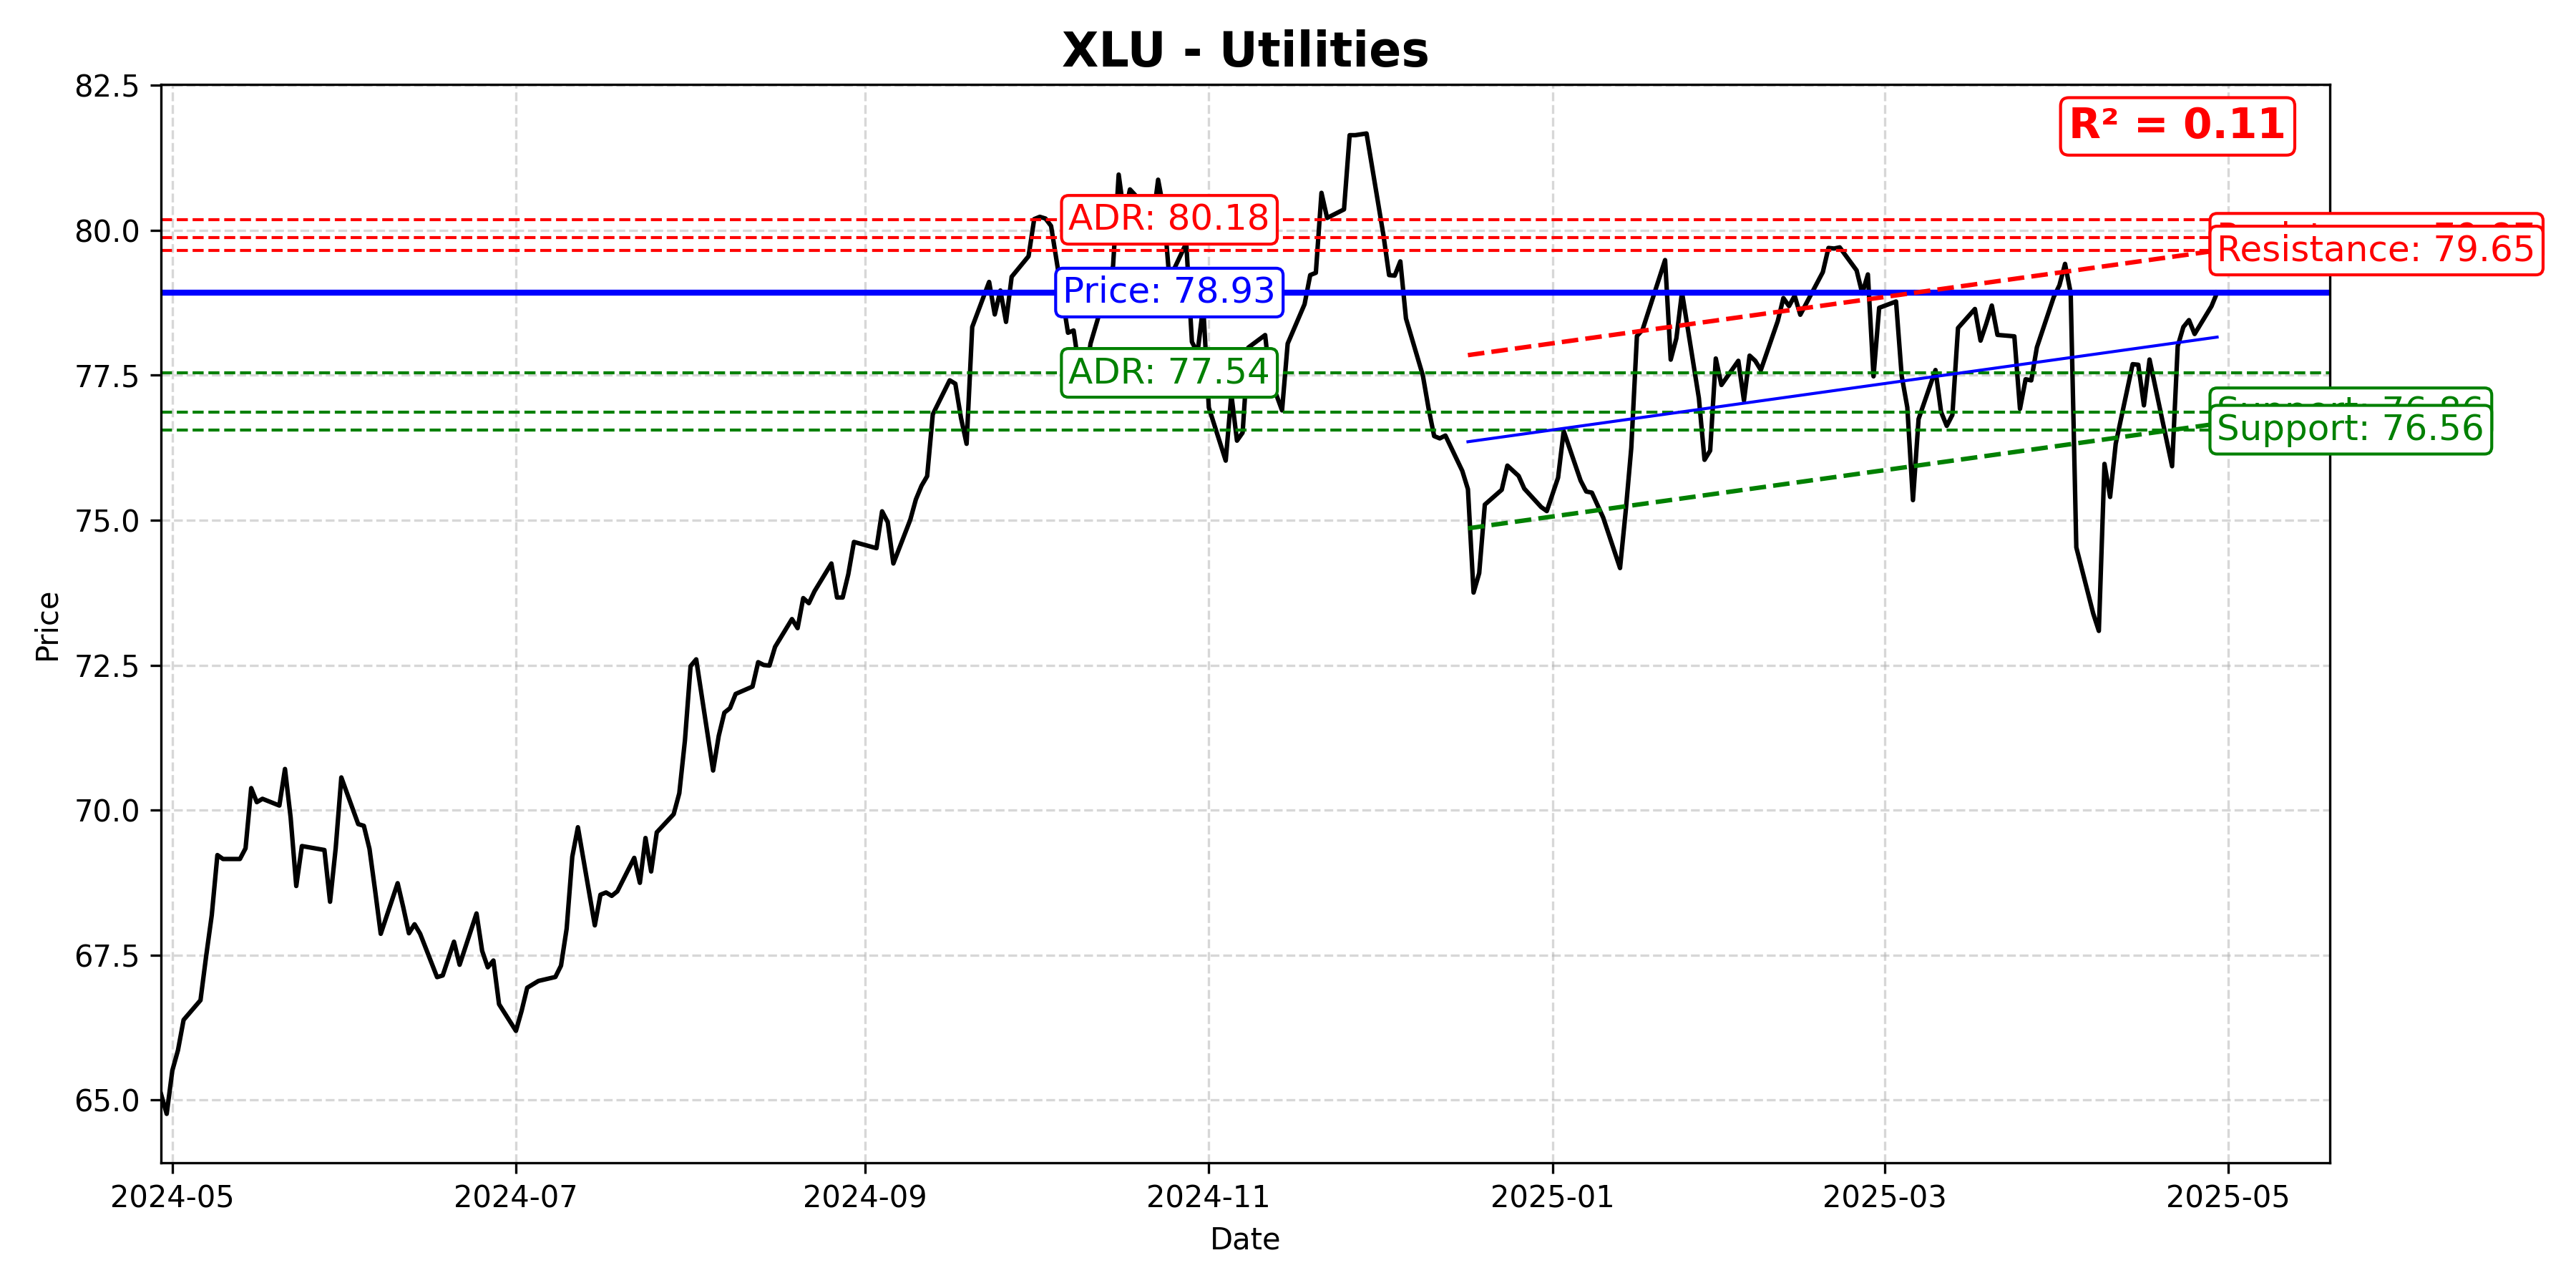 XLU - Utilities
82.5
80.0
77.5
75.0
72.5
70.0
67.5
65.0
Price
R² = 0.11
ADR: 80.18
Resistance: 79.65
Price: 78.93
ADR: 77.54
Support: 76.56
2024-05
2024-07
2024-09
2024-11
2025-01
2025-03
2025-05
Date